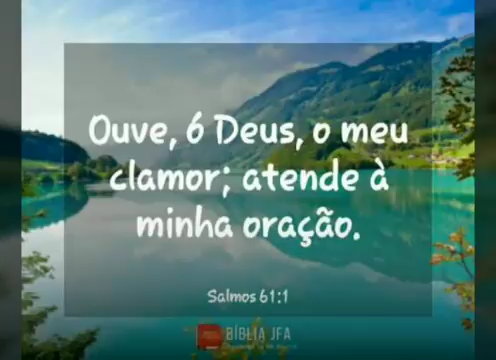 Ouve, ó Deus, o meu
clamor; atende à
minha oração.
Salmos 61:1
BÍBLIA JFA